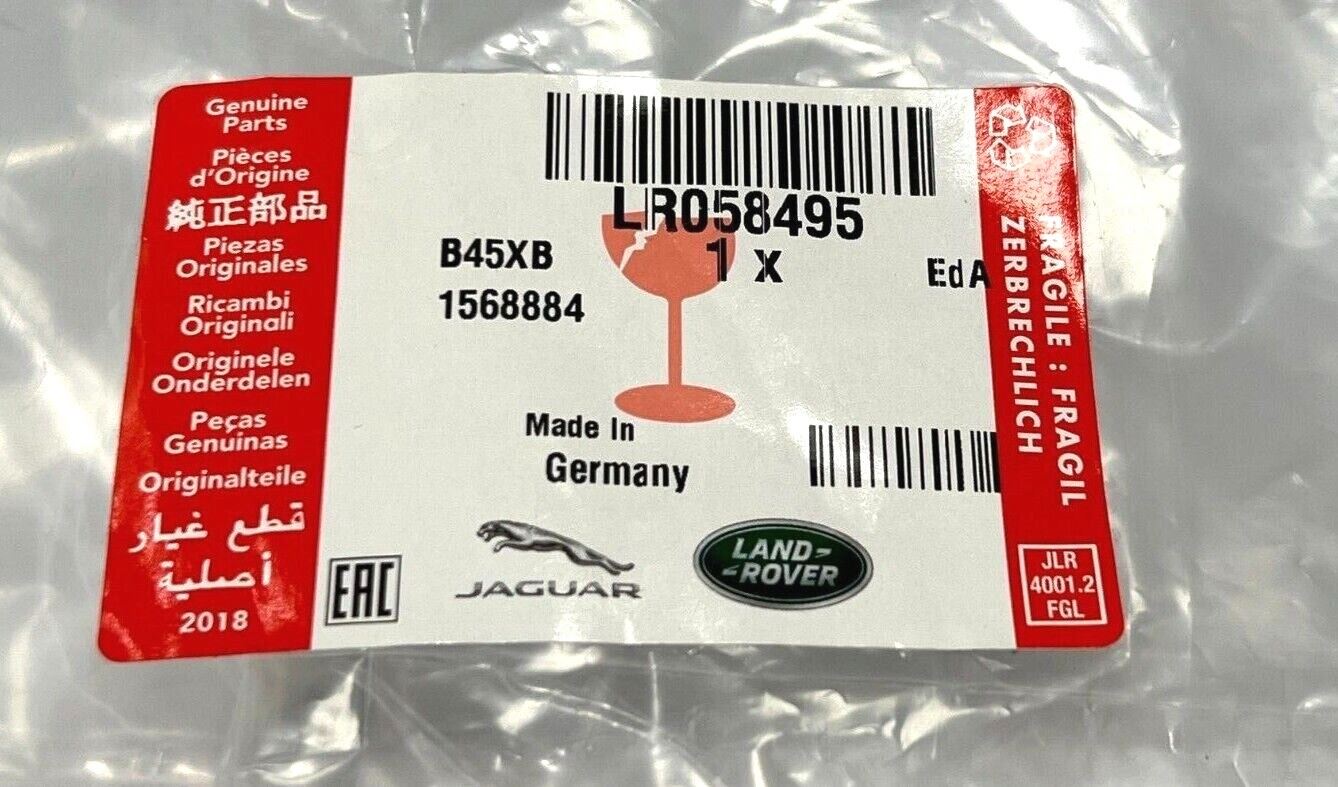 Genuine
Parts
Pièces
d'Origine
純正部品
Piezas
Originales
Ricambi
Originali
Originele
Onderdelen
Peças
Genuinas
Originalteile
قطع غيار
أصلية
2018
LR058495
1 x
B45XB
EdA
1568884
Made In
Germany
EAC
JAGUAR
LAND-
-ROVER
FRAGILE : FRAGIL
ZERBRECHLICH
JLR
4001.2
FGL